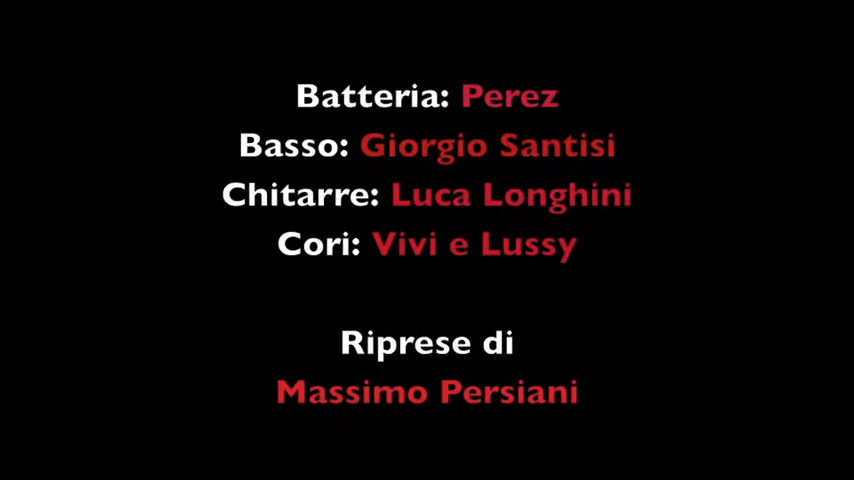 Batteria: Perez
Basso: Giorgio Santisi
Chitarre: Luca Longhini
Cori: Vivi e Lussy
Riprese di
Massimo Persiani